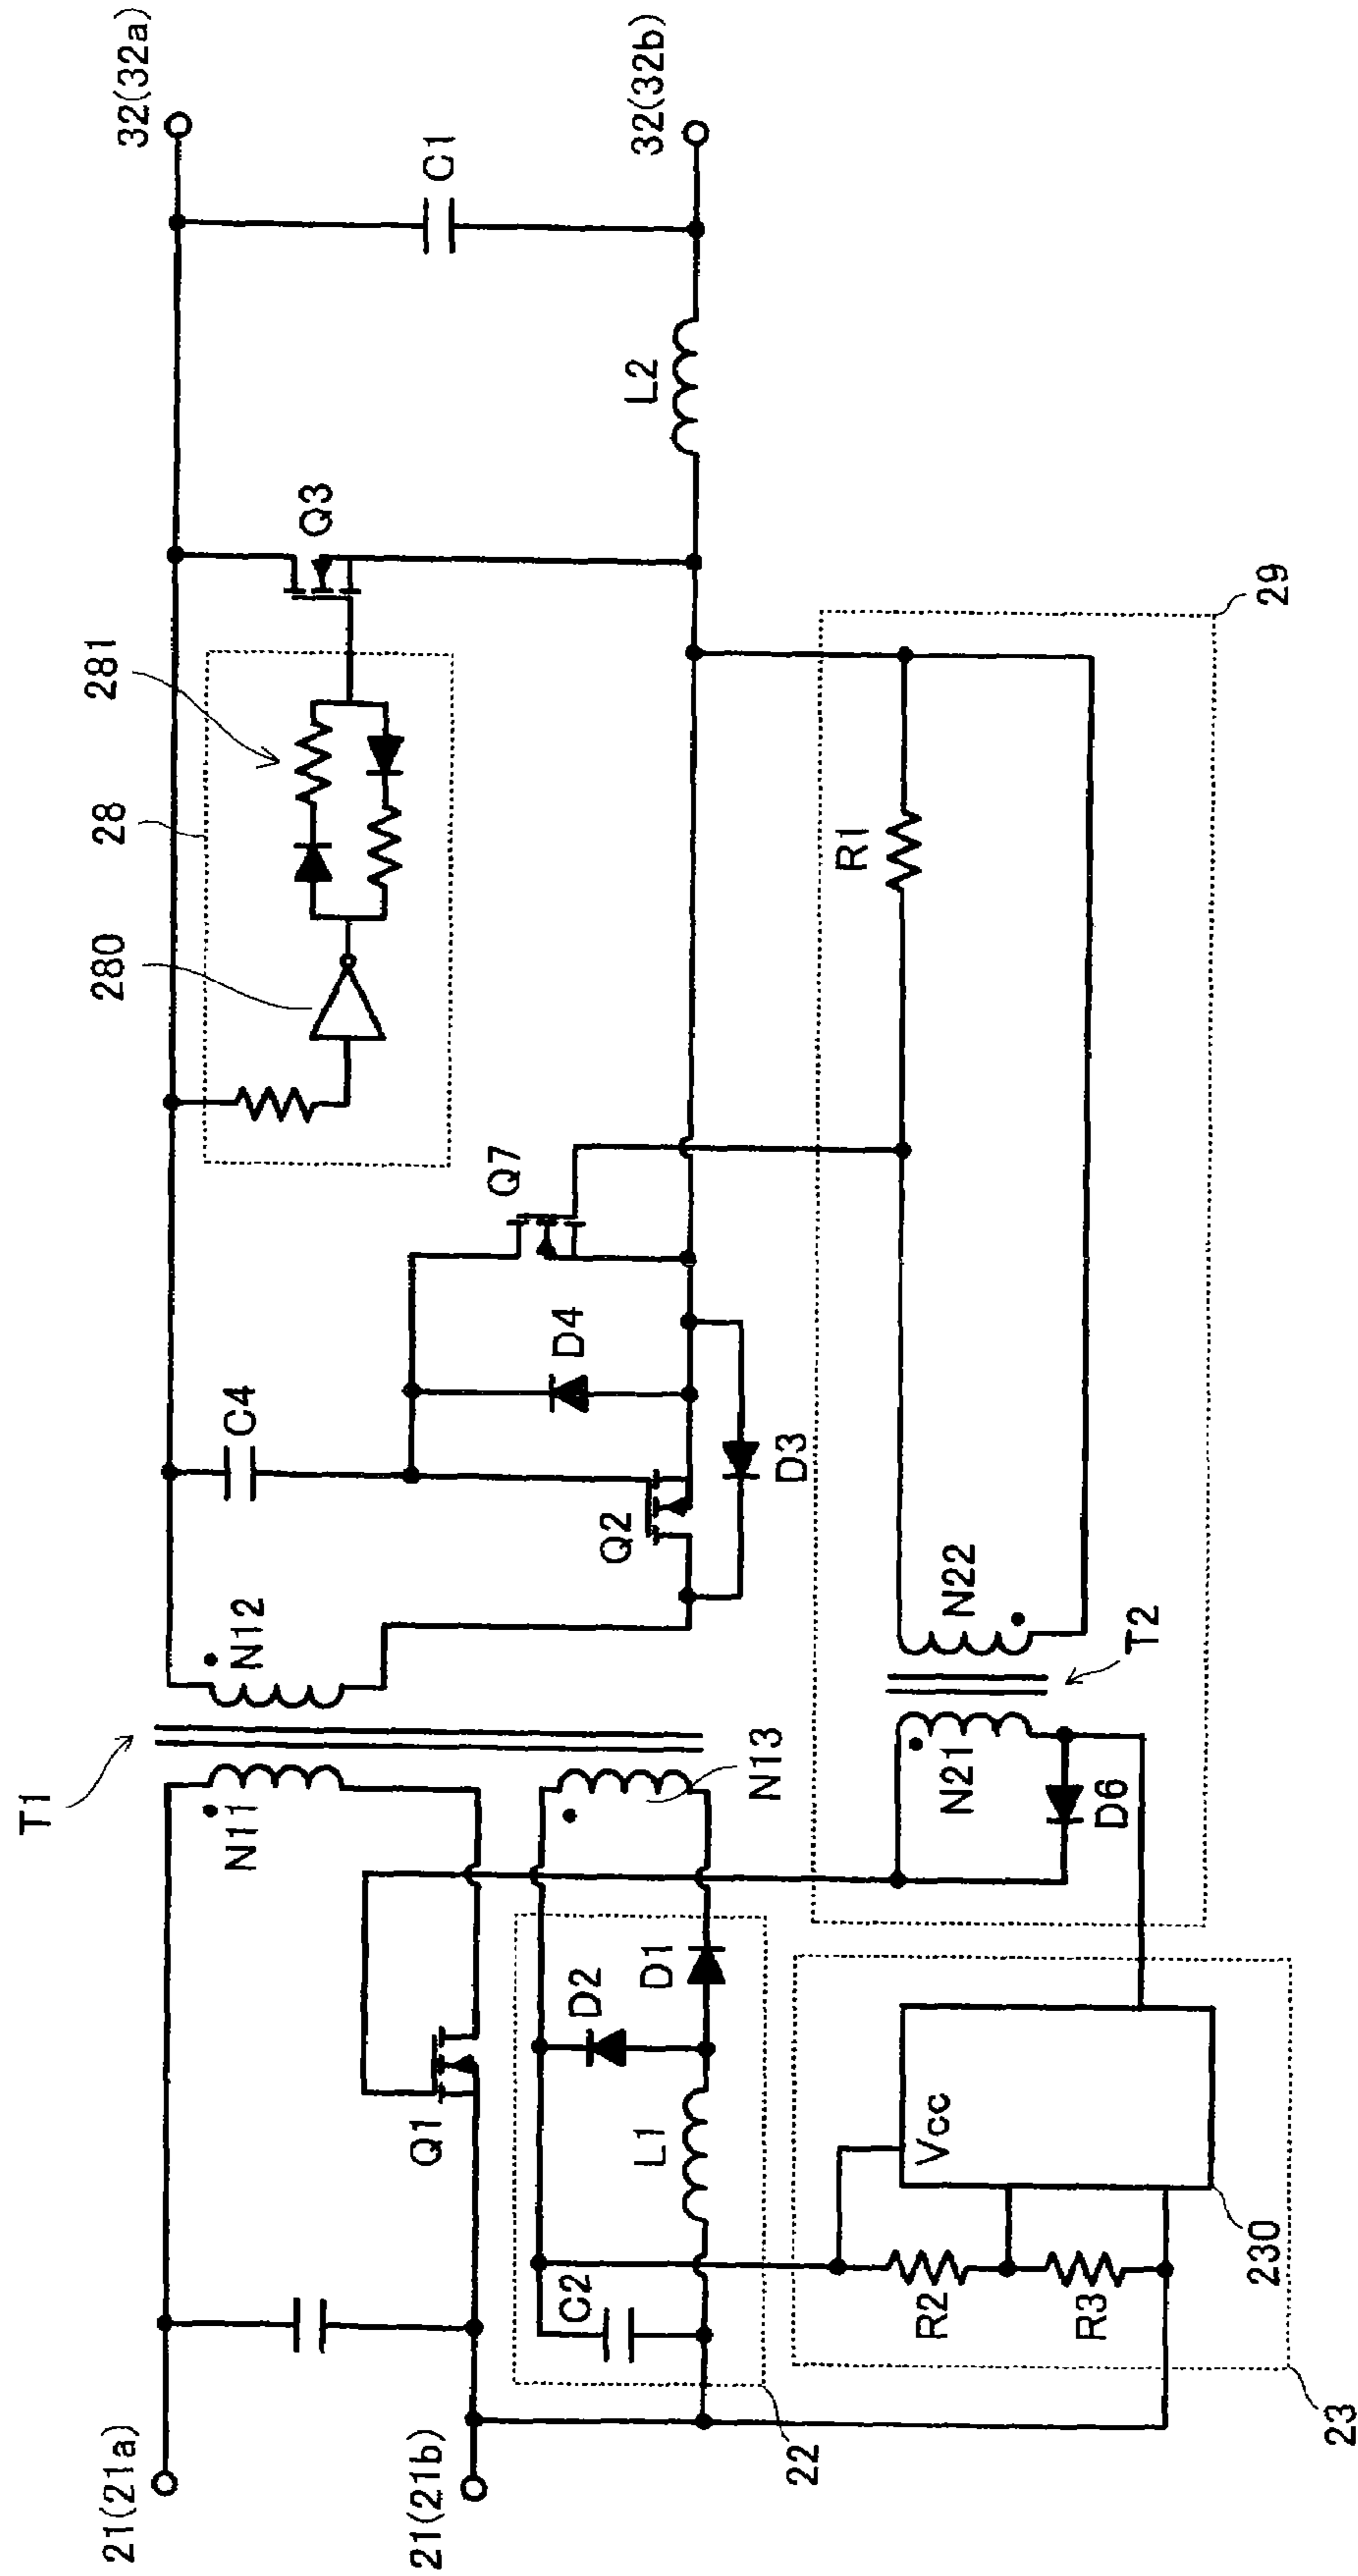 T1
21(21a)
21(21b)
N11
N12
N13
Q1
C2
L1
D2
D1
22
C4
Q2
D3
D4
Q7
28
280
281
Q3
L2
C1
32(32a)
32(32b)
23
230
Vcc
R2
R3
N21
N22
D6
T2
R1
29